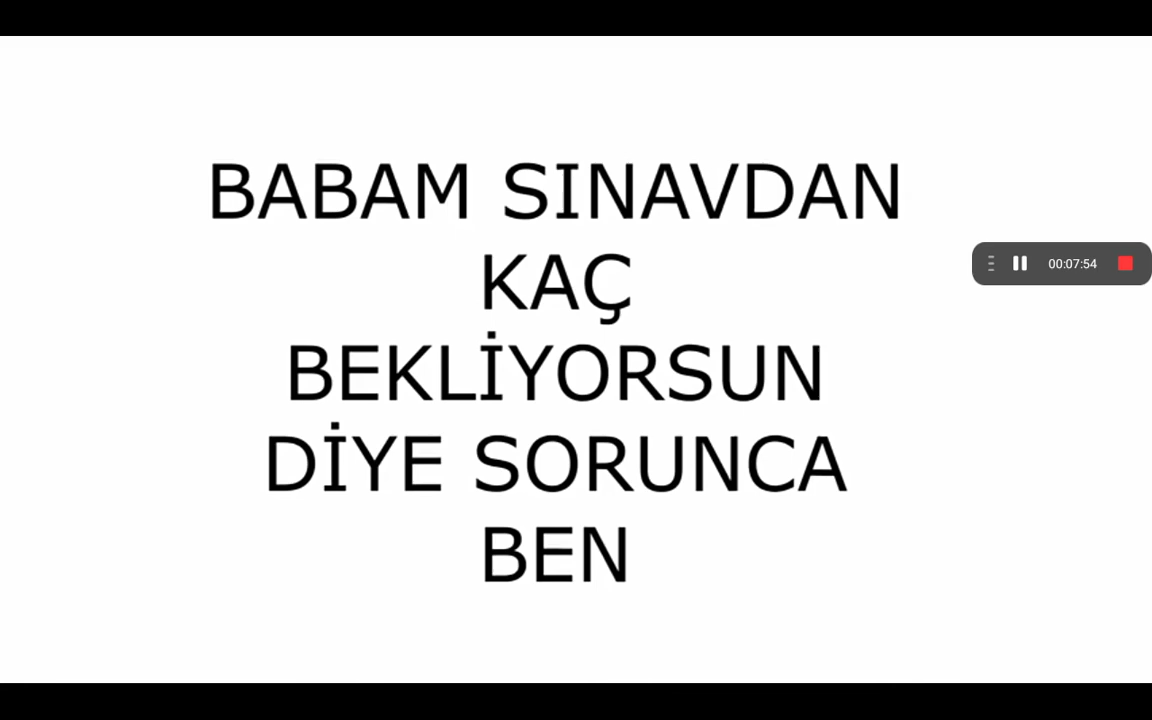 BABAM SINAVDAN
KAÇ
BEKLİYORSUN
DİYE SORUNCA
BEN
00:07:54